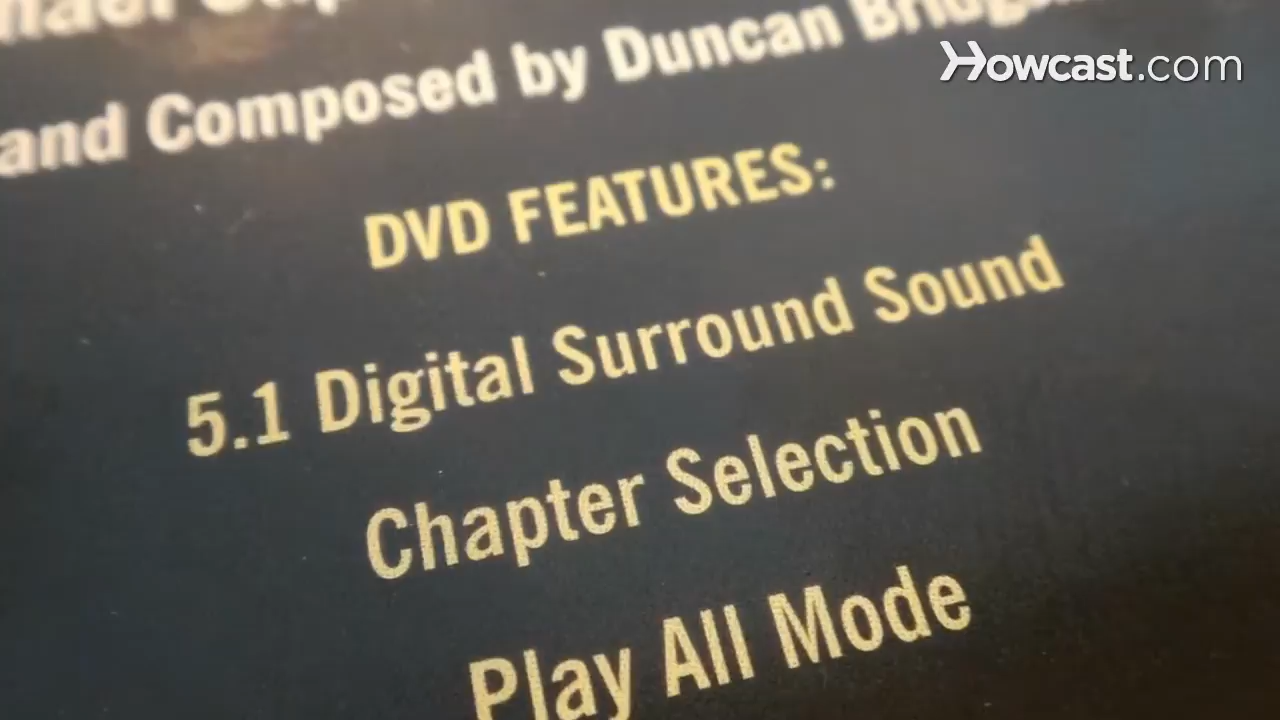 and Composed by Duncan
Howcast.com
DVD FEATURES:
5.1 Digital Surround Sound
Chapter Selection
Play All Mode